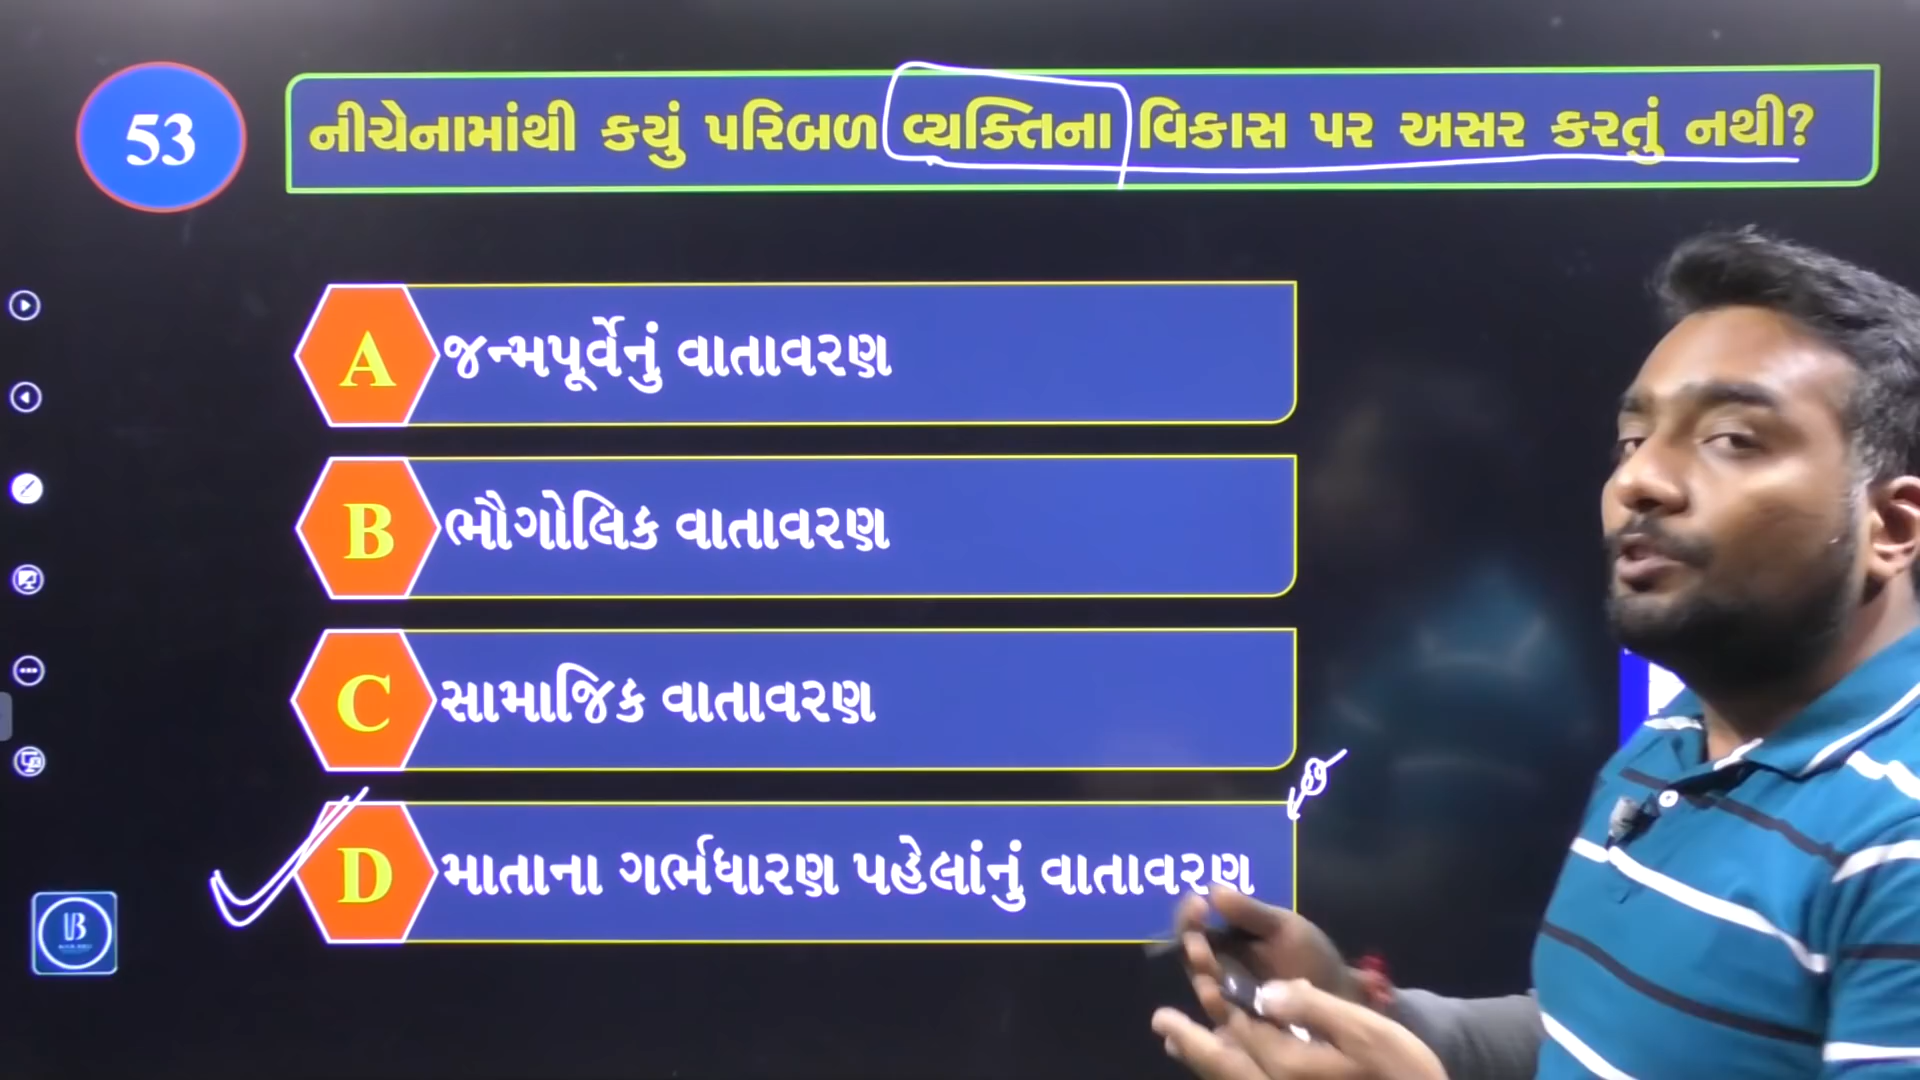 53
નીચેનામાંથી કયું પરિબળ વ્યક્તિના વિકાસ પર અસર કરતું નથી?
A જન્મપૂર્વેનું વાતાવરણ
B ભૌગોલિક વાતાવરણ
C સામાજિક વાતાવરણ
D માતાના ગર્ભધારણ પહેલાંનું વાતાવરણ